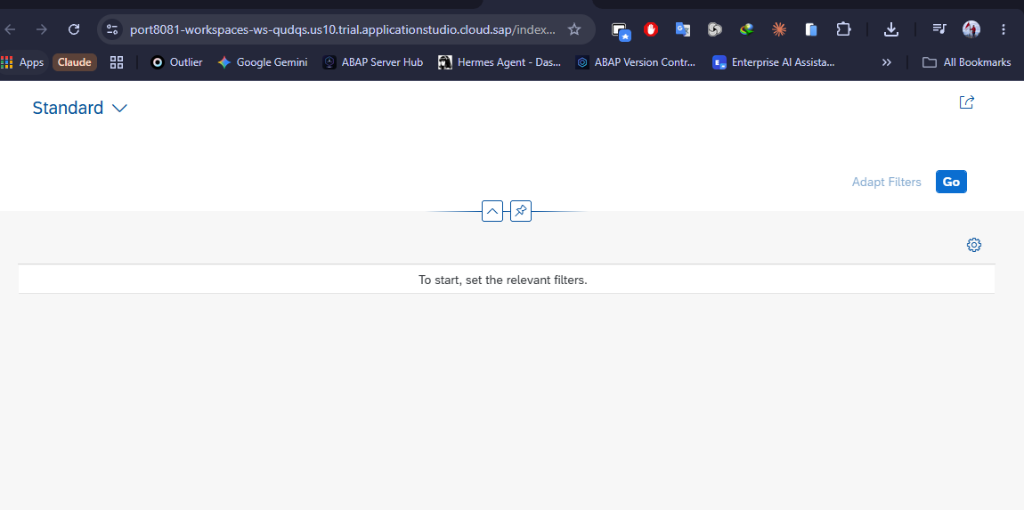 port8081-workspaces-ws-qudqs.us10.trial.applicationstudio.cloud.sap/index...
Apps Claude Outlier Google Gemini ABAP Server Hub Hermes Agent - Das... ABAP Version Contr... Enterprise AI Assista... » All Bookmarks
Standard
Adapt Filters Go
To start, set the relevant filters.